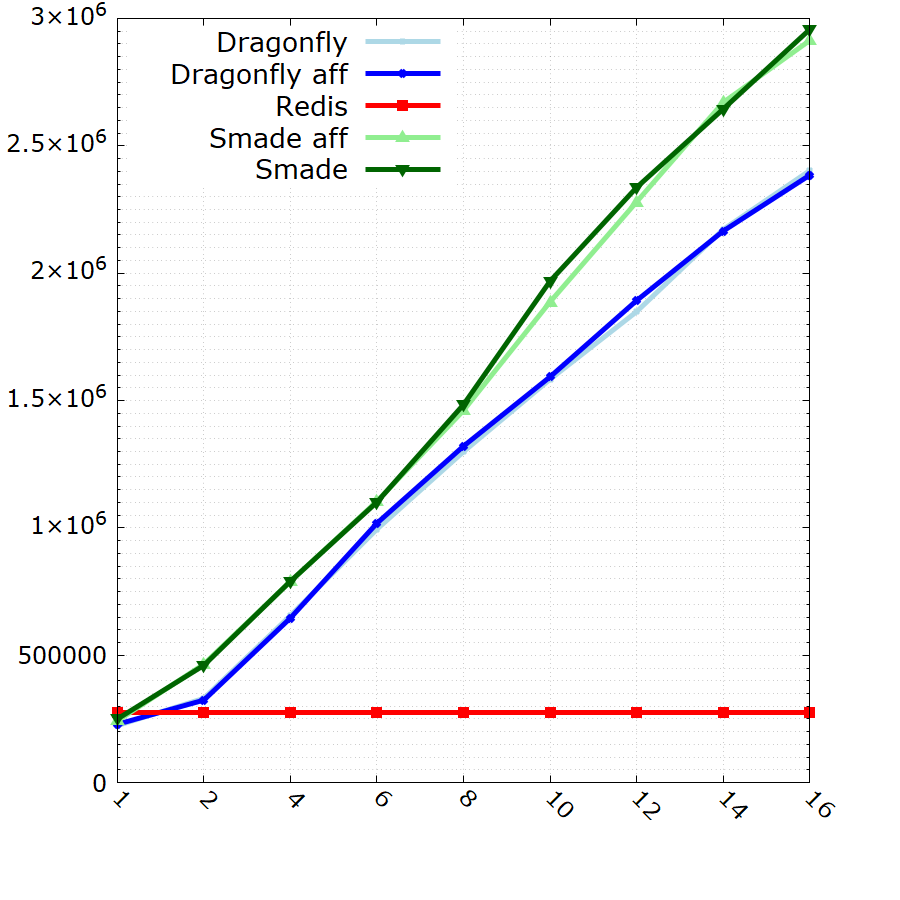 3×10⁶
2.5×10⁶
2×10⁶
1.5×10⁶
1×10⁶
500000
0
Dragonfly
Dragonfly aff
Redis
Smade aff
Smade
1 2 4 6 8 10 12 14 16